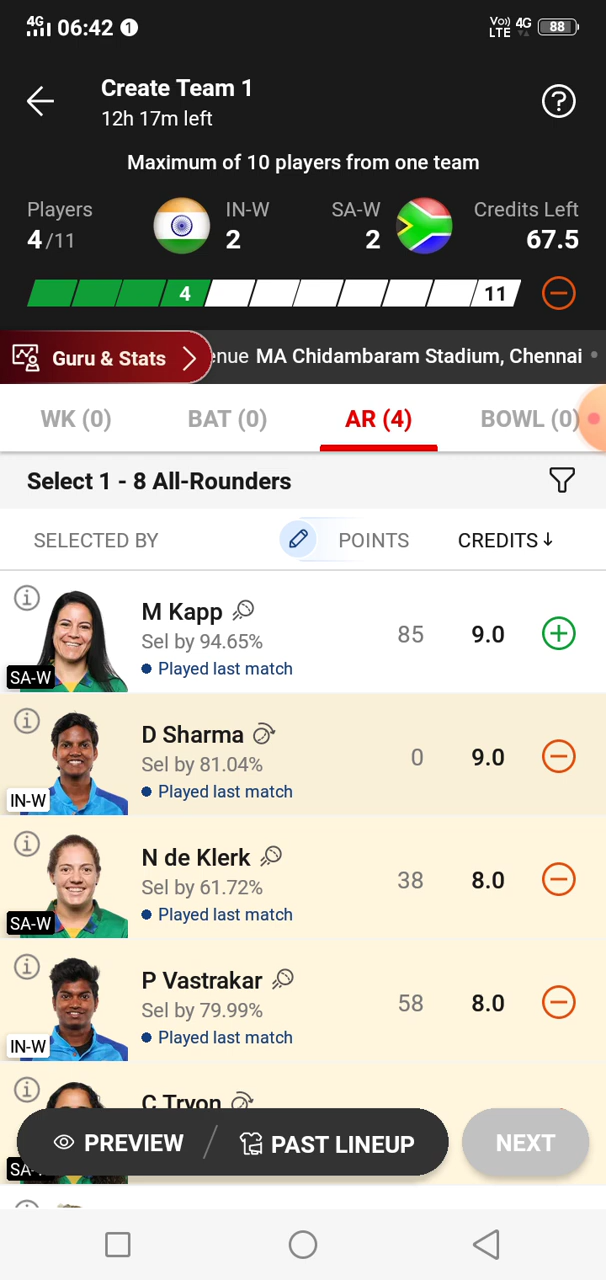 4G 06:42 1 Vo) 4G LTE 88
Create Team 1
12h 17m left
Maximum of 10 players from one team
Players IN-W SA-W Credits Left
4/11 2 2 67.5
4 11
Guru & Stats enue MA Chidambaram Stadium, Chennai
WK (0) BAT (0) AR (4) BOWL (0)
Select 1 - 8 All-Rounders
SELECTED BY POINTS CREDITS↓
M Kapp
Sel by 94.65% 85 9.0
Played last match
SA-W
D Sharma
Sel by 81.04% 0 9.0
Played last match
IN-W
N de Klerk
Sel by 61.72% 38 8.0
Played last match
SA-W
P Vastrakar
Sel by 79.99% 58 8.0
Played last match
IN-W
C Tryon
PREVIEW / PAST LINEUP NEXT
SA-